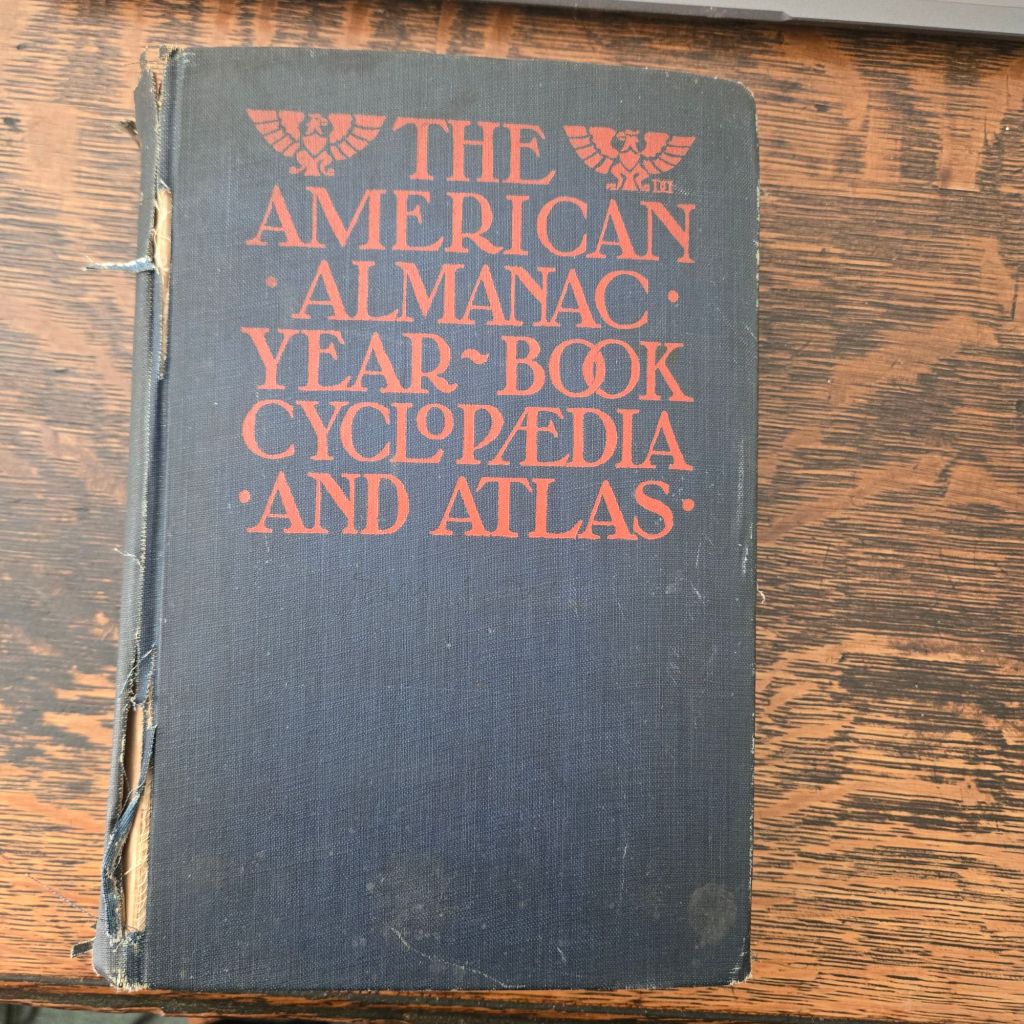 THE
AMERICAN
· ALMANAC ·
YEAR~BOOK
CYCLOPÆDIA
· AND ATLAS ·